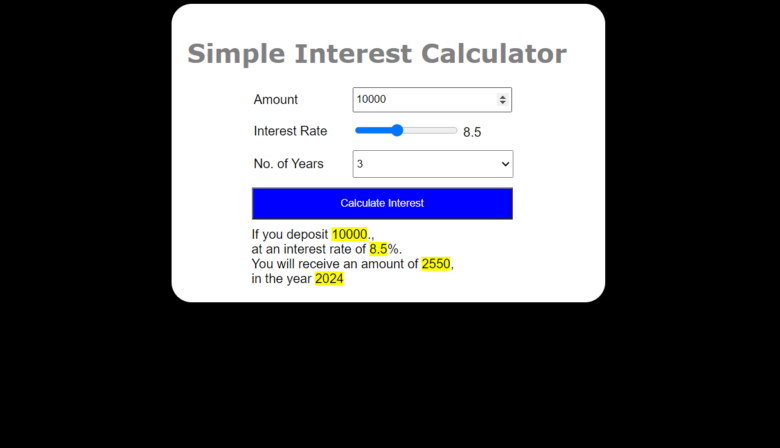 Simple Interest Calculator
Amount 10000
Interest Rate 8.5
No. of Years 3
Calculate Interest
If you deposit 10000.,
at an interest rate of 8.5%.
You will receive an amount of 2550,
in the year 2024